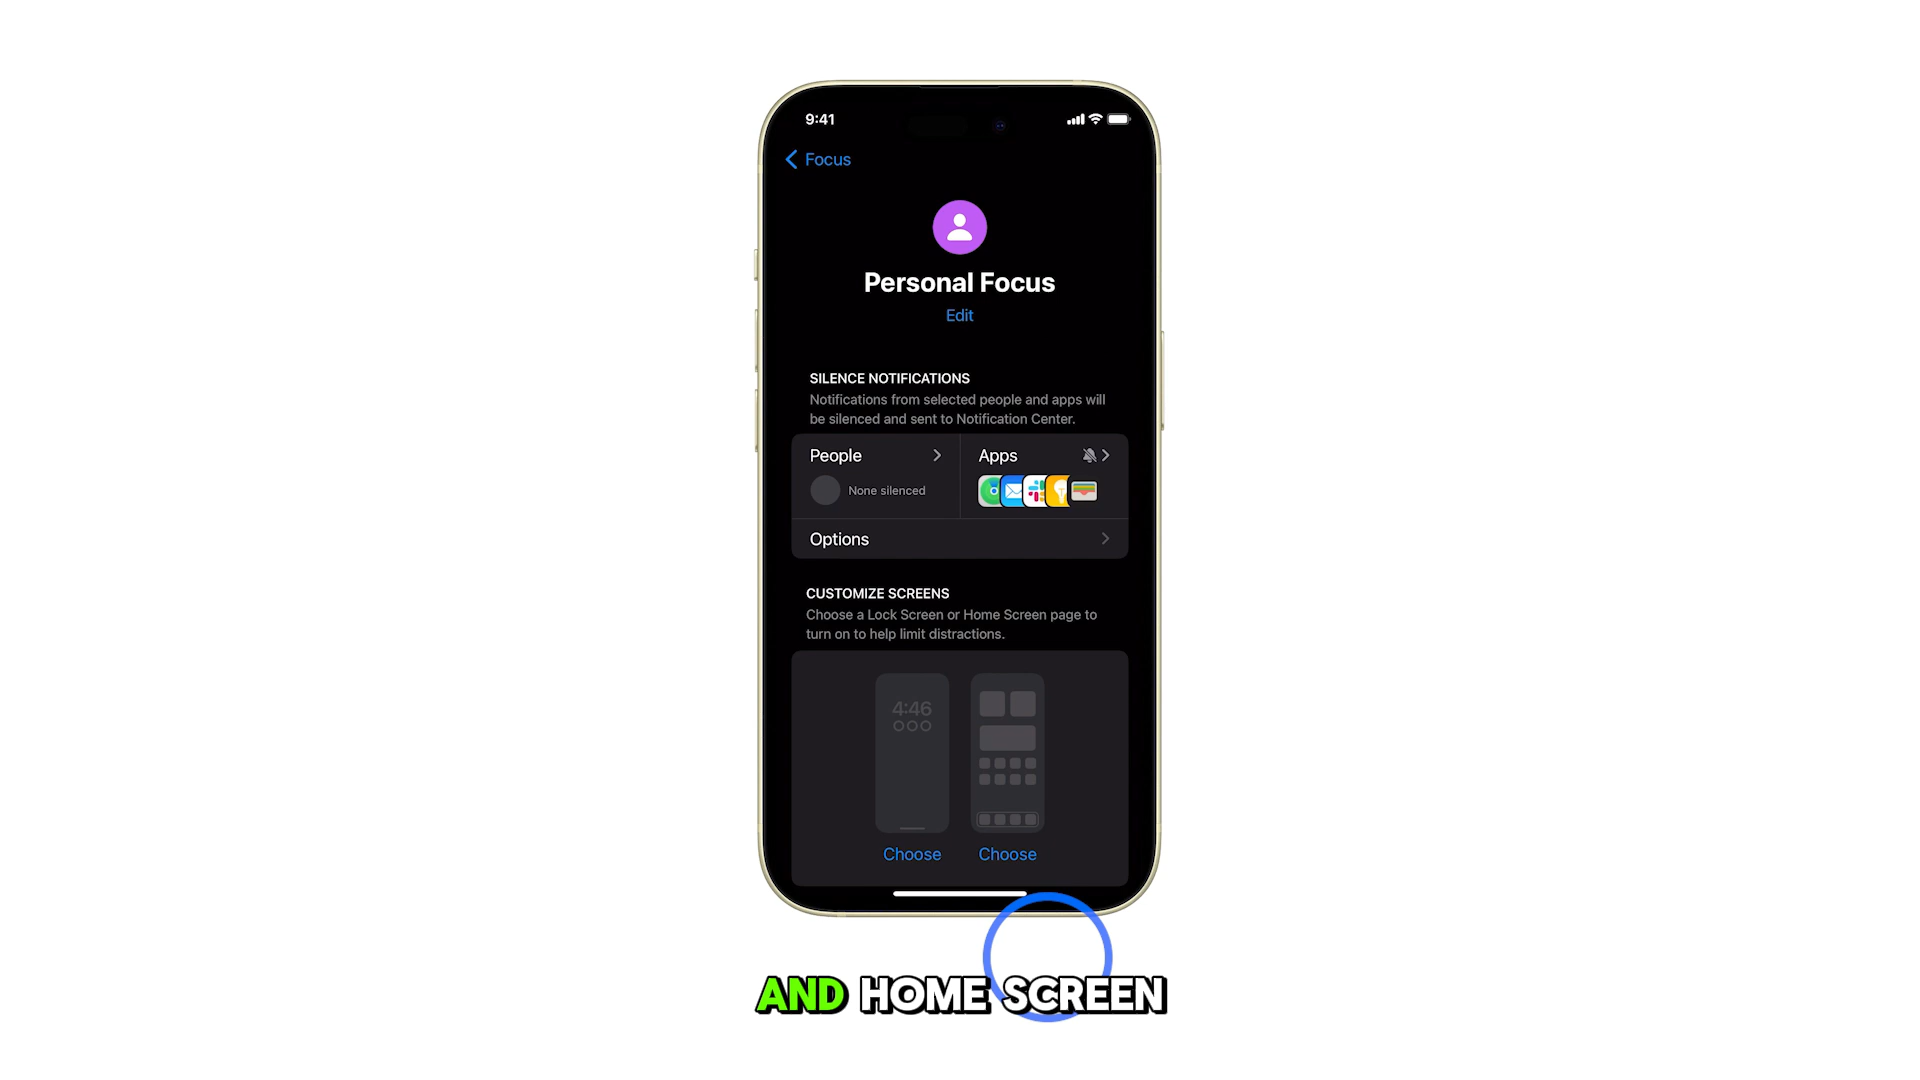 9:41
Focus
Personal Focus
Edit
SILENCE NOTIFICATIONS
Notifications from selected people and apps will
be silenced and sent to Notification Center.
People
None silenced
Apps
Options
CUSTOMIZE SCREENS
Choose a Lock Screen or Home Screen page to
turn on to help limit distractions.
4:46
Choose
Choose
AND HOME SCREEN